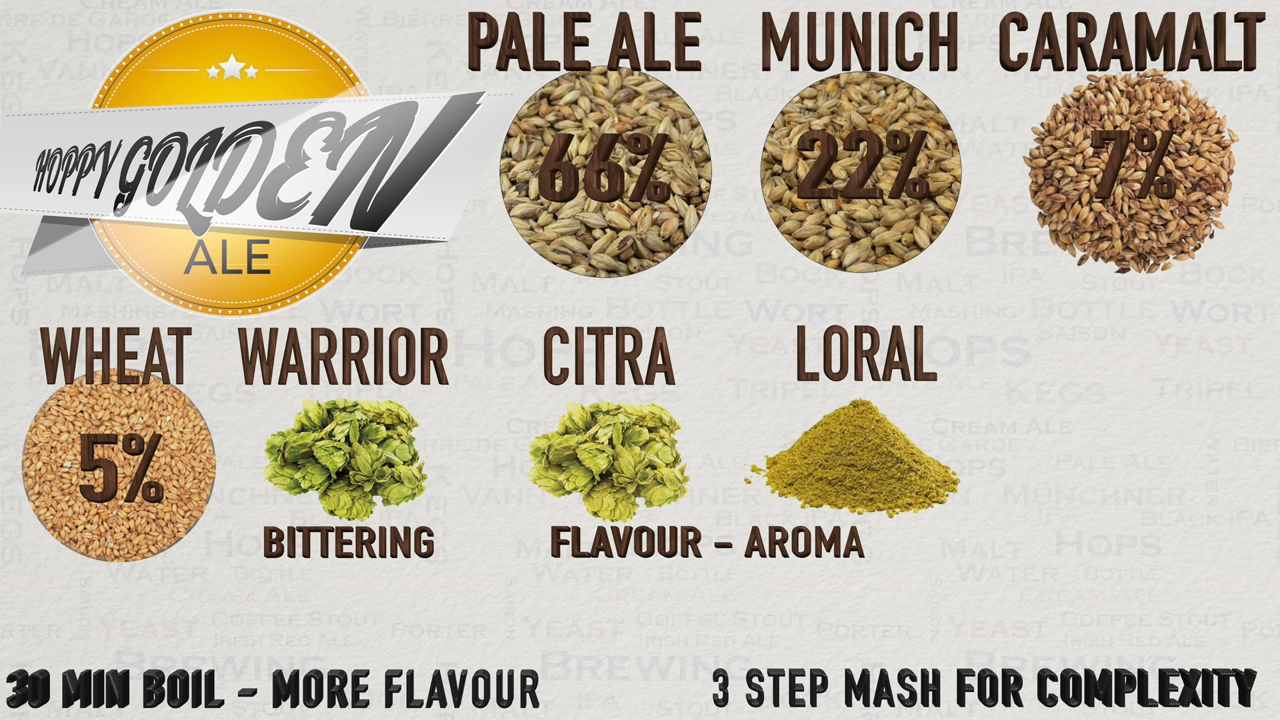 HOPPY GOLDEN
ALE
PALE ALE
66%
MUNICH
22%
CARAMALT
7%
WHEAT
5%
WARRIOR
BITTERING
CITRA
LORAL
FLAVOUR – AROMA
30 MIN BOIL – MORE FLAVOUR
3 STEP MASH FOR COMPLEXITY